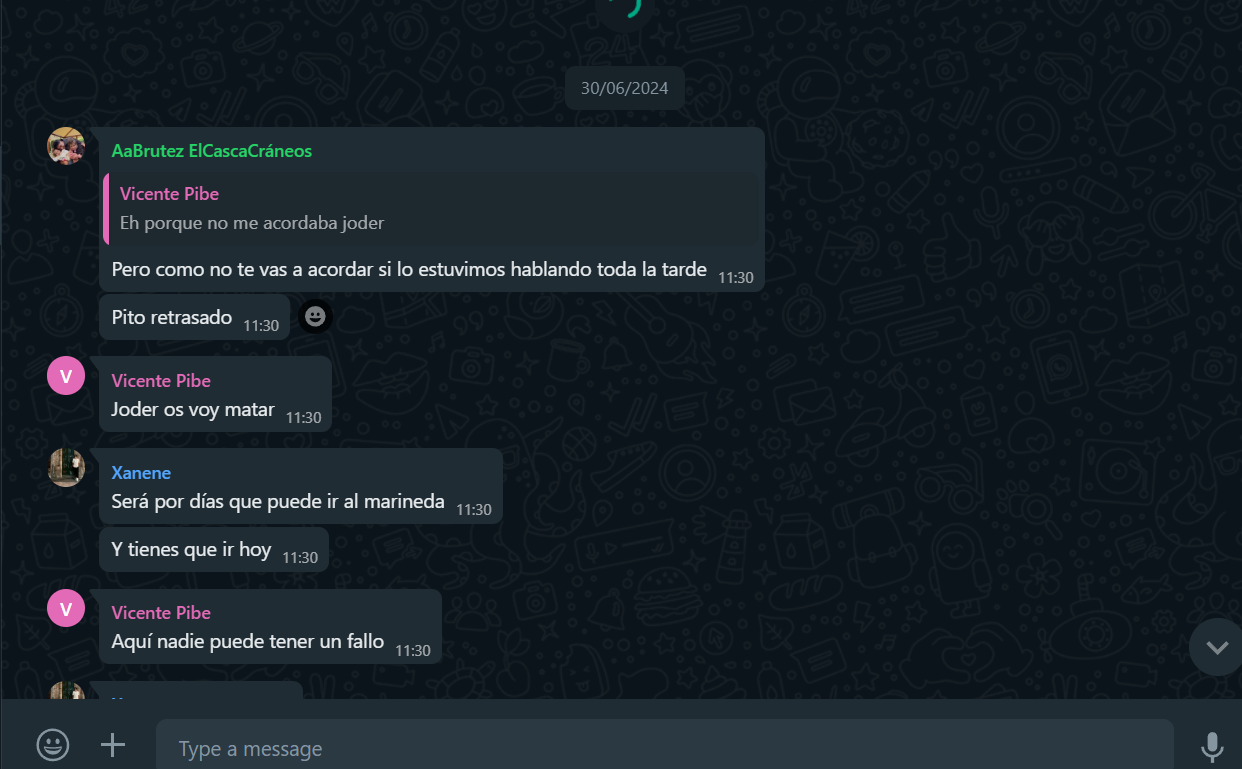 30/06/2024
AaBrutez ElCascaCráneos
Vicente Pibe
Eh porque no me acordaba joder
Pero como no te vas a acordar si lo estuvimos hablando toda la tarde 11:30
Pito retrasado 11:30
V
Vicente Pibe
Joder os voy matar 11:30
Xanene
Será por días que puede ir al marineda 11:30
Y tienes que ir hoy 11:30
V
Vicente Pibe
Aquí nadie puede tener un fallo 11:30
Type a message